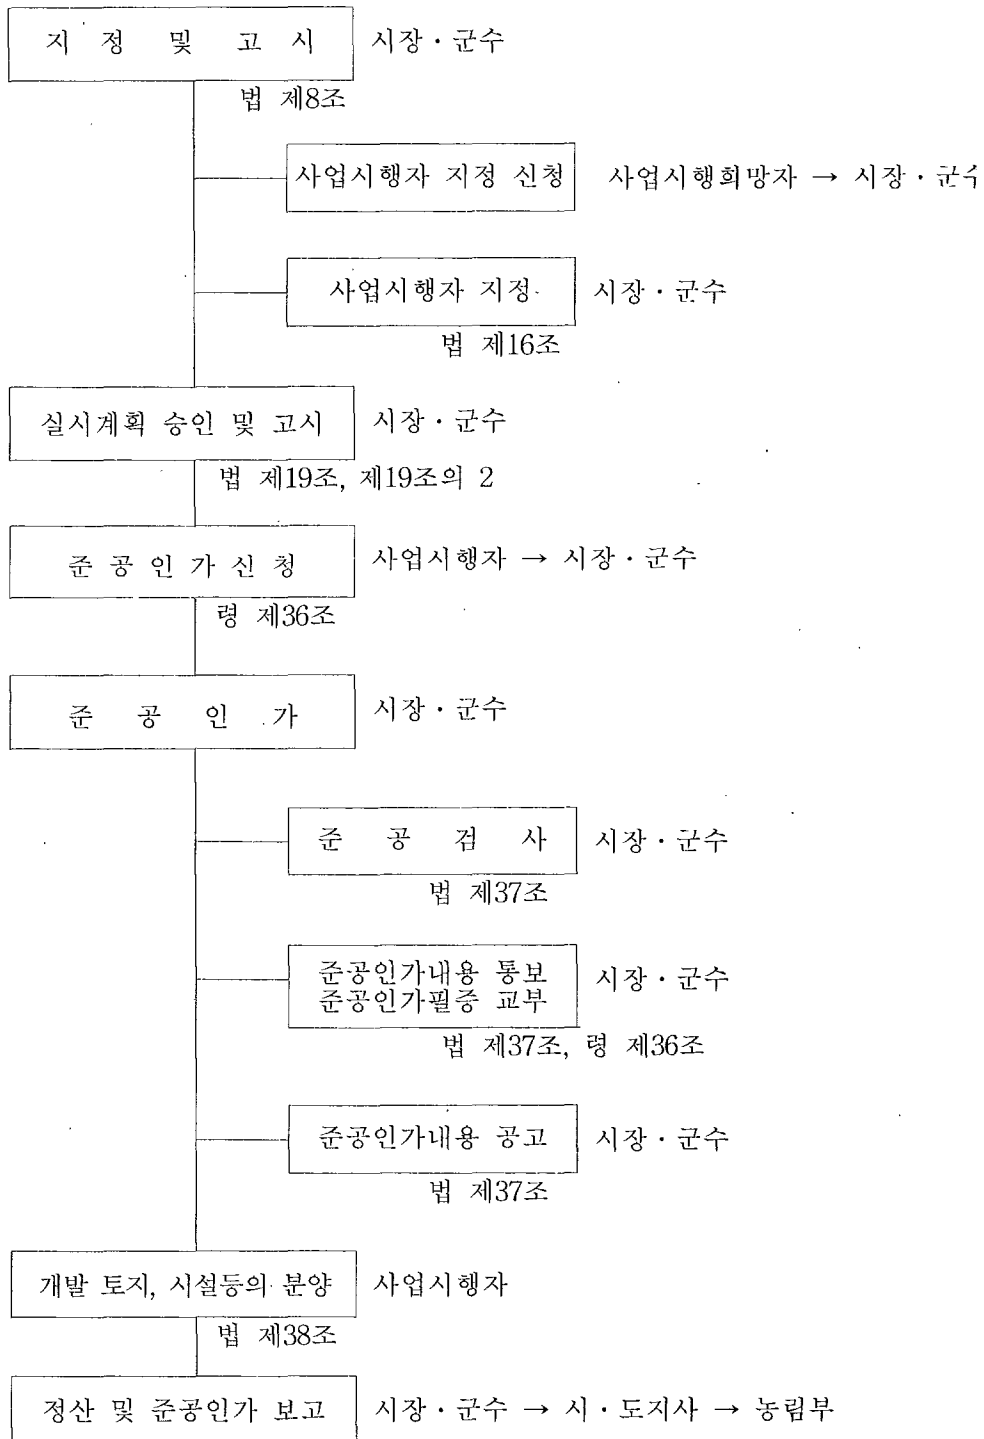 지 정 및 고 시 시장·군수
법 제8조
사업시행자 지정 신청 사업시행희망자 → 시장·군수
사업시행자 지정 시장·군수
법 제16조
실시계획 승인 및 고시 시장·군수
법 제19조, 제19조의 2
준 공 인 가 신 청 사업시행자 → 시장·군수
령 제36조
준 공 인 가 시장·군수
준 공 검 사 시장·군수
법 제37조
준공인가내용 통보
준공인가필증 교부 시장·군수
법 제37조, 령 제36조
준공인가내용 공고 시장·군수
법 제37조
개발 토지, 시설등의 분양 사업시행자
법 제38조
정산 및 준공인가 보고 시장·군수 → 시·도지사 → 농림부